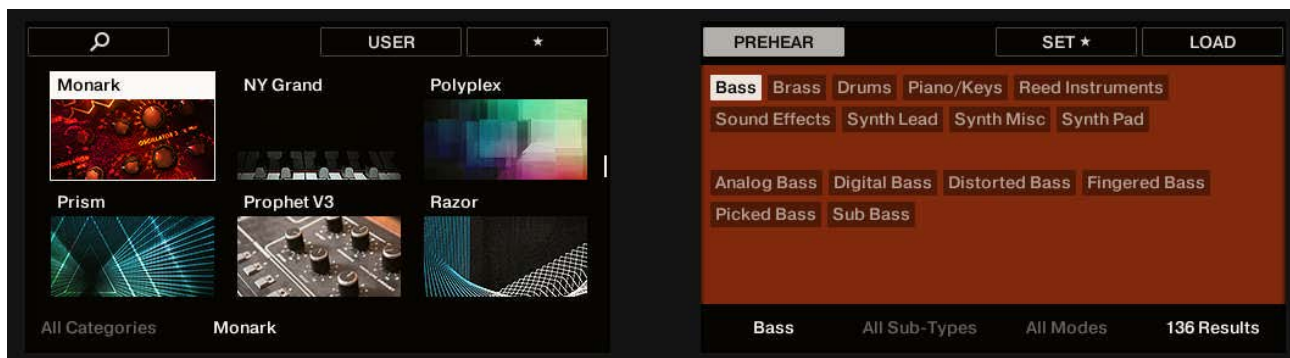 USER ★
Monark NY Grand Polyplex
OSCILLATOR 3
Prism Prophet V3 Razor
All Categories Monark
PREHEAR SET ★ LOAD
Bass Brass Drums Piano/Keys Reed Instruments
Sound Effects Synth Lead Synth Misc Synth Pad
Analog Bass Digital Bass Distorted Bass Fingered Bass
Picked Bass Sub Bass
Bass All Sub-Types All Modes 136 Results